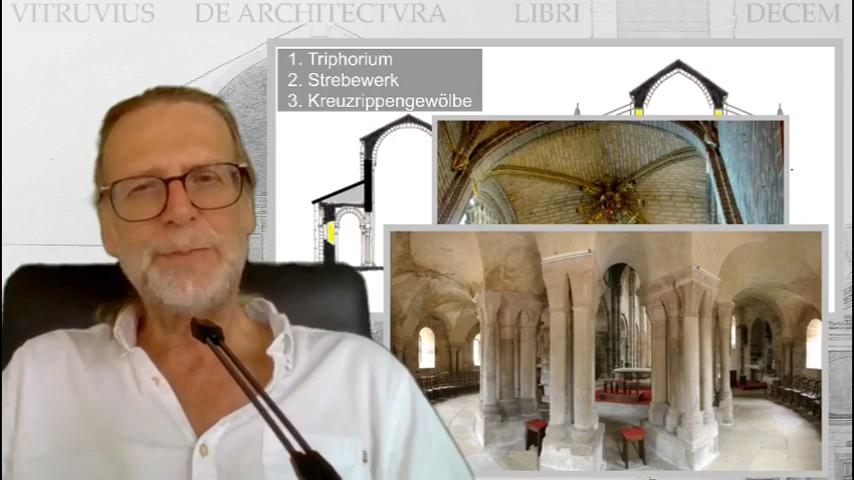 VITRUVIUS DE ARCHITECTVRA LIBRI DECEM
1. Triphorium
2. Strebewerk
3. Kreuzrippengewölbe